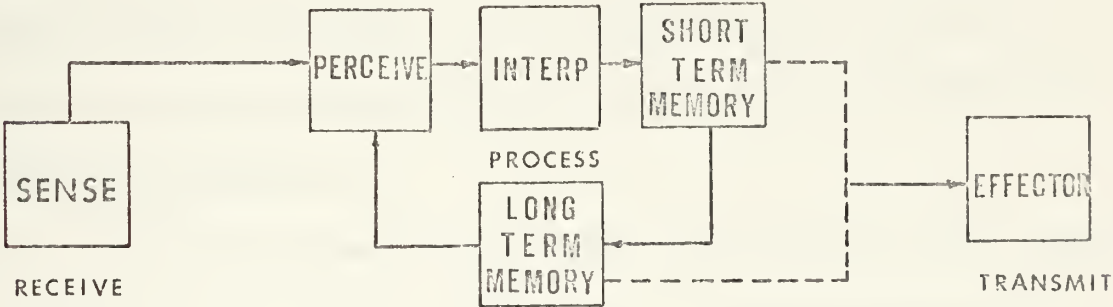 SENSE
RECEIVE
PERCEIVE
INTERP
SHORT
TERM
MEMORY
PROCESS
LONG
TERM
MEMORY
EFFECTOR
TRANSMIT